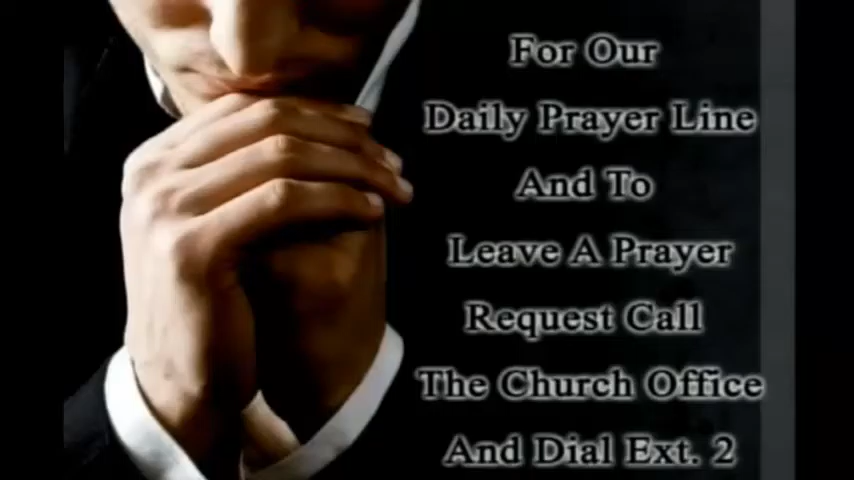 For Our
Daily Prayer Line
And To
Leave A Prayer
Request Call
The Church Office
And Dial Ext. 2